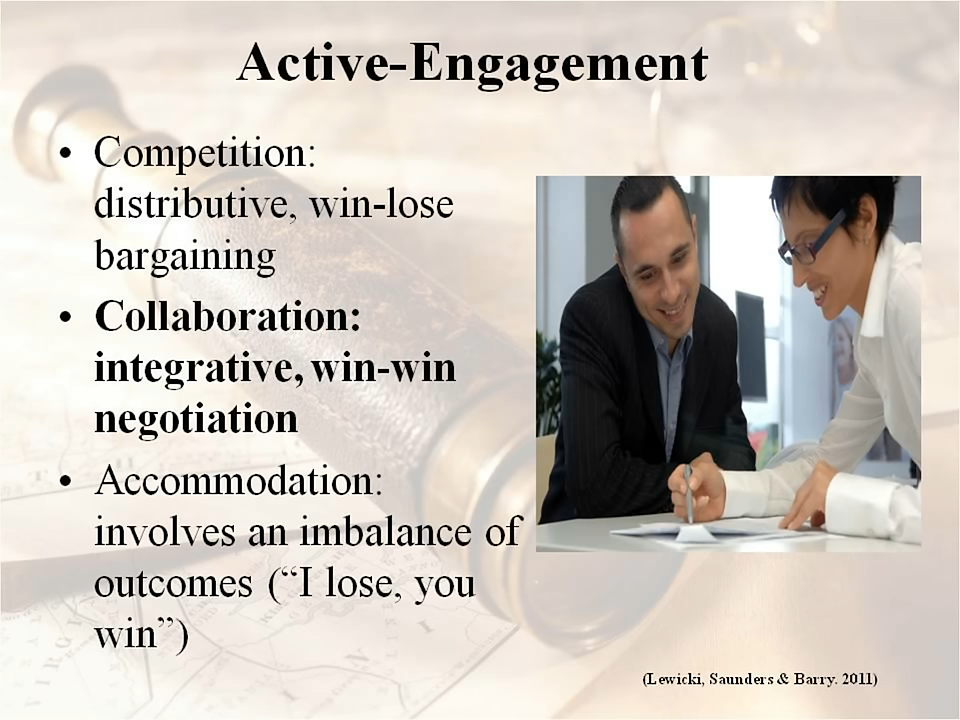 Active-Engagement
• Competition:
distributive, win-lose
bargaining
• Collaboration:
integrative, win-win
negotiation
• Accommodation:
involves an imbalance of
outcomes (“I lose, you
win”)
(Lewicki, Saunders & Barry. 2011)